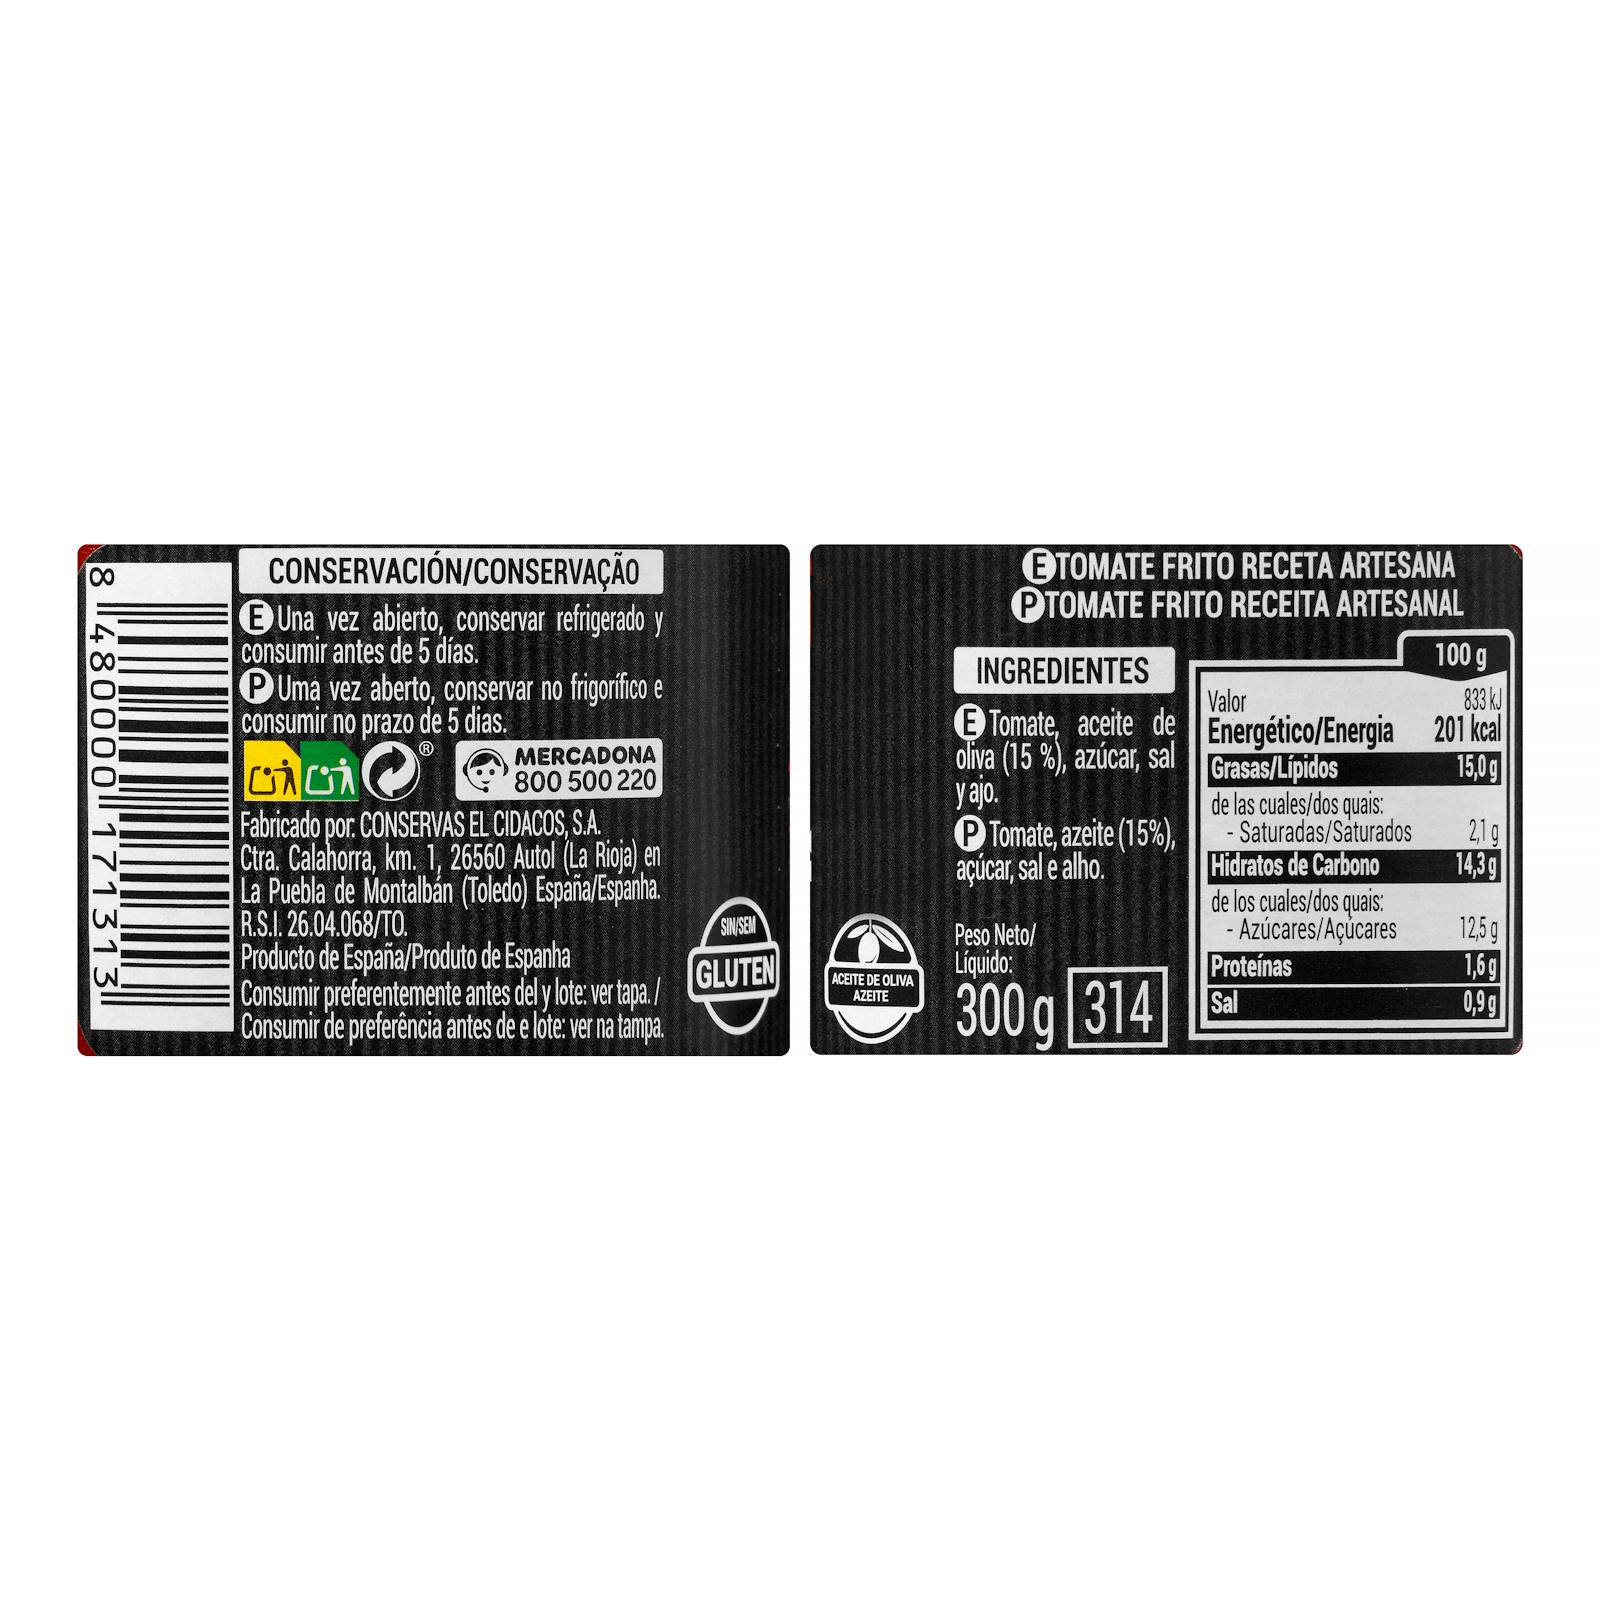 8 480000 171313
CONSERVACIÓN/CONSERVAÇÃO
E Una vez abierto, conservar refrigerado y
consumir antes de 5 días.
P Uma vez aberto, conservar no frigorífico e
consumir no prazo de 5 dias.
®
MERCADONA
800 500 220
Fabricado por: CONSERVAS EL CIDACOS, S.A.
Ctra. Calahorra, km. 1, 26560 Autol (La Rioja) en
La Puebla de Montalbán (Toledo) España/Espanha.
R.S.I. 26.04.068/TO.
Producto de España/Produto de Espanha
Consumir preferentemente antes del y lote: ver tapa. /
Consumir de preferência antes de e lote: ver na tampa.
SIN/SEM
GLUTEN
E TOMATE FRITO RECETA ARTESANA
P TOMATE FRITO RECEITA ARTESANAL
INGREDIENTES
E Tomate, aceite de
oliva (15 %), azúcar, sal
y ajo.
P Tomate, azeite (15%),
açúcar, sal e alho.
ACEITE DE OLIVA
AZEITE
Peso Neto/
Líquido:
300 g 314
100 g
Valor 833 kJ
Energético/Energia 201 kcal
Grasas/Lípidos 15,0 g
de las cuales/dos quais:
- Saturadas/Saturados 2,1 g
Hidratos de Carbono 14,3 g
de los cuales/dos quais:
- Azúcares/Açúcares 12,5 g
Proteínas 1,6 g
Sal 0,9 g